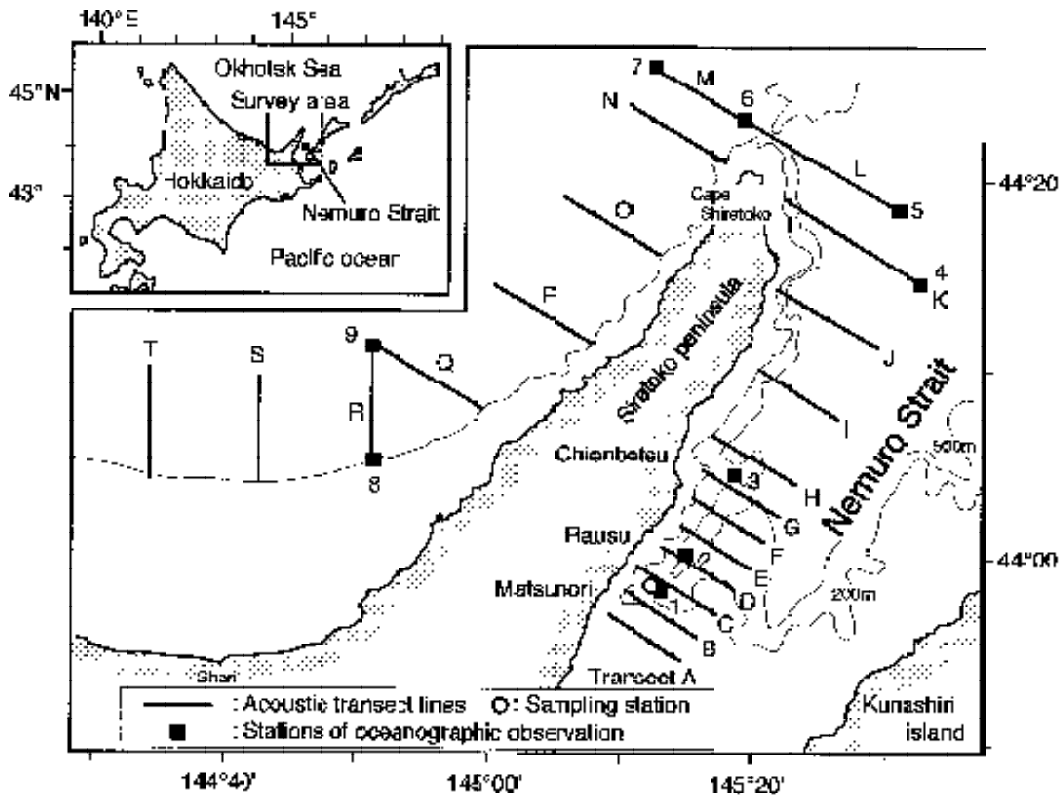 140°E 145°
45°N
43°
Okhotsk Sea
Survey area
Hokkaido
Nemuro Strait
Pacific ocean
7 M
6
N
L
5
44°20'
Cape
Shiretoko
O
4
K
P
J
Siretoko peninsula
9
T S
Q
R
8
I
Nemuro Strait
500m
Chienbetsu
3
H
G
Rausu
F
44°00'
2
E
Matsunori
1
D
200m
C
B
Transect A
Shari
Kunashiri
island
: Acoustic transect lines : Sampling station
: Stations of oceanographic observation
144°40' 145°00' 145°20'